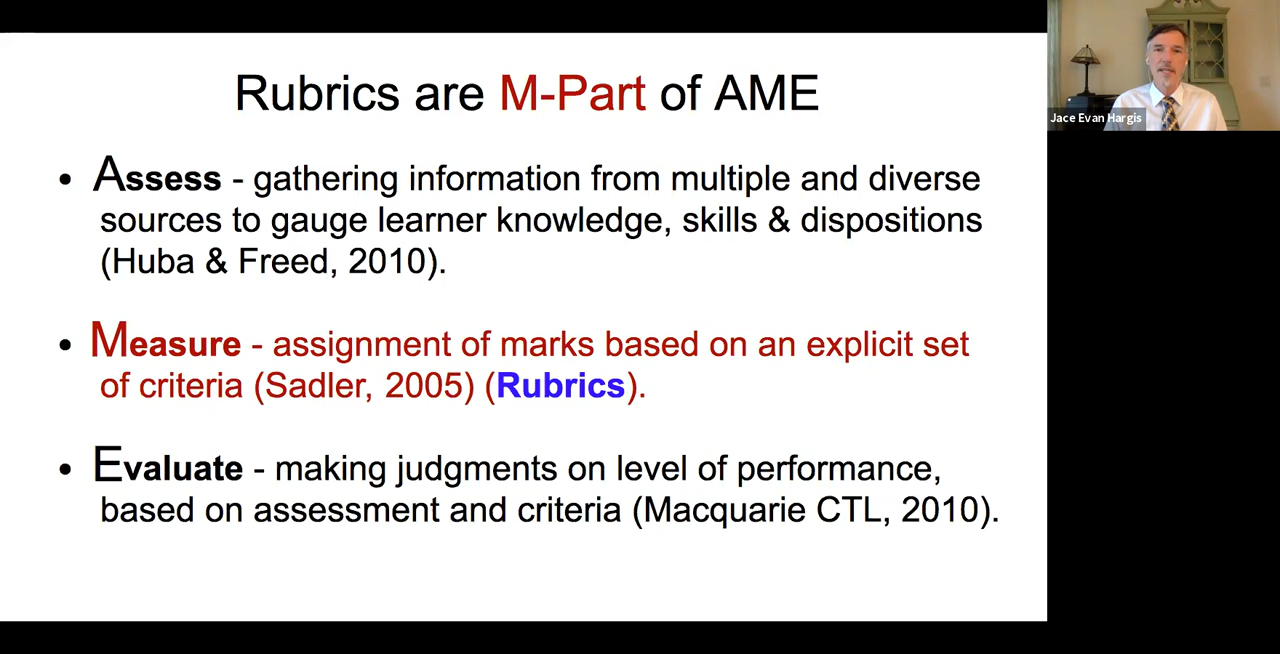 Rubrics are M-Part of AME
• Assess - gathering information from multiple and diverse
sources to gauge learner knowledge, skills & dispositions
(Huba & Freed, 2010).
• Measure - assignment of marks based on an explicit set
of criteria (Sadler, 2005) (Rubrics).
• Evaluate - making judgments on level of performance,
based on assessment and criteria (Macquarie CTL, 2010).
Jace Evan Hargis